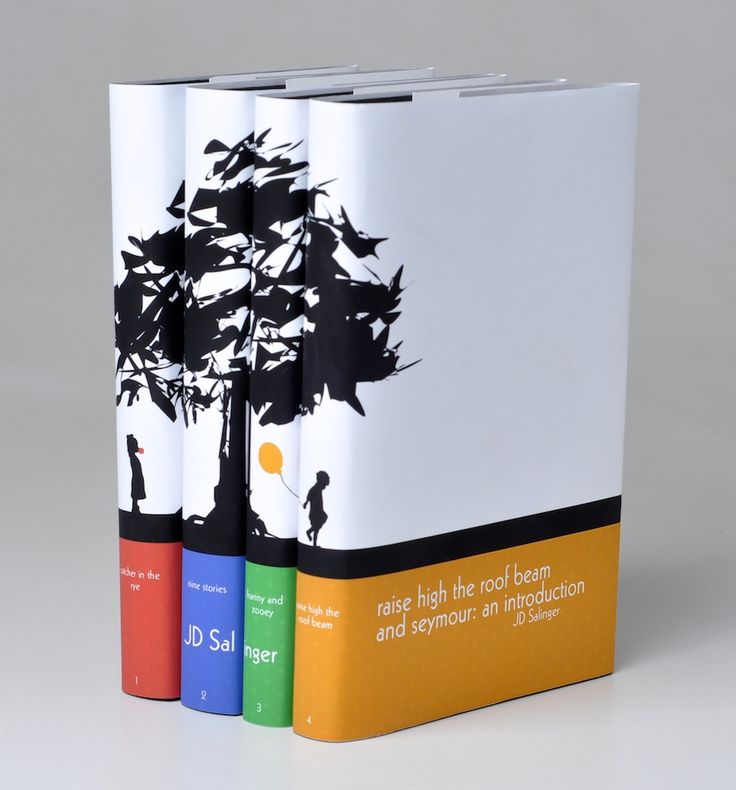 catcher in the
rye
1
nine stories
JD Sal
2
franny and
zooey
inger
3
raise high the
roof beam
4
raise high the roof beam
and seymour: an introduction
JD Salinger